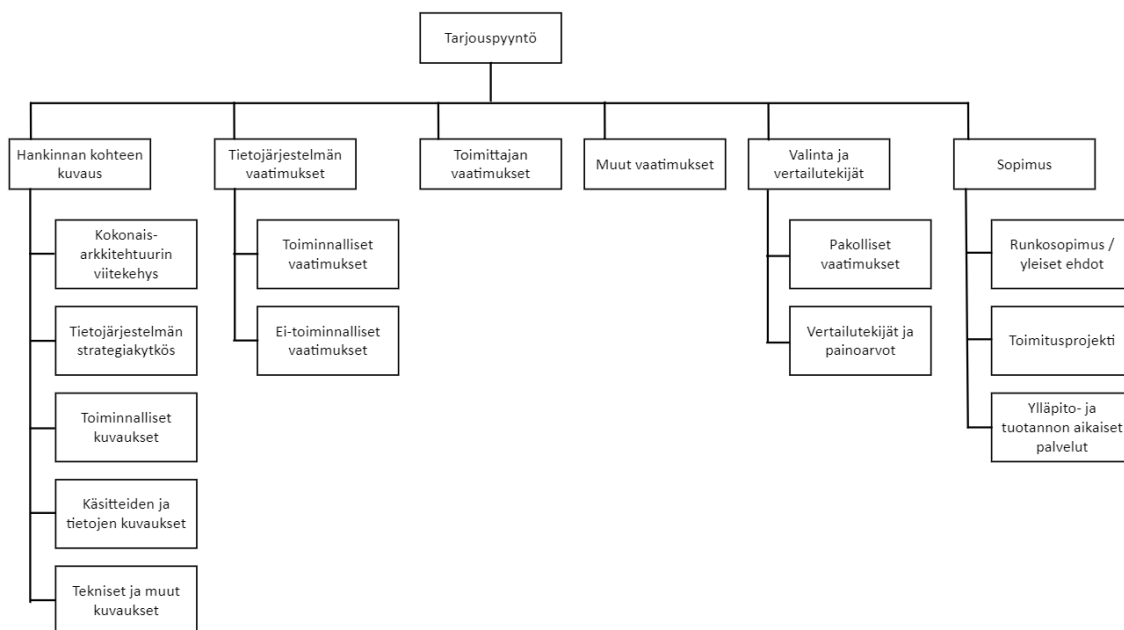 Tarjouspyyntö
Hankinnan kohteen
kuvaus
Tietojärjestelmän
vaatimukset
Toimittajan
vaatimukset
Muut vaatimukset
Valinta ja
vertailutekijät
Sopimus
Kokonais-
arkkitehtuurin
viitekehys
Tietojärjestelmän
strategiakytkös
Toiminnalliset
kuvaukset
Käsitteiden ja
tietojen kuvaukset
Tekniset ja muut
kuvaukset
Toiminnalliset
vaatimukset
Ei-toiminnalliset
vaatimukset
Pakolliset
vaatimukset
Vertailutekijät ja
painoarvot
Runkosopimus /
yleiset ehdot
Toimitusprojekti
Ylläpito- ja
tuotannon aikaiset
palvelut